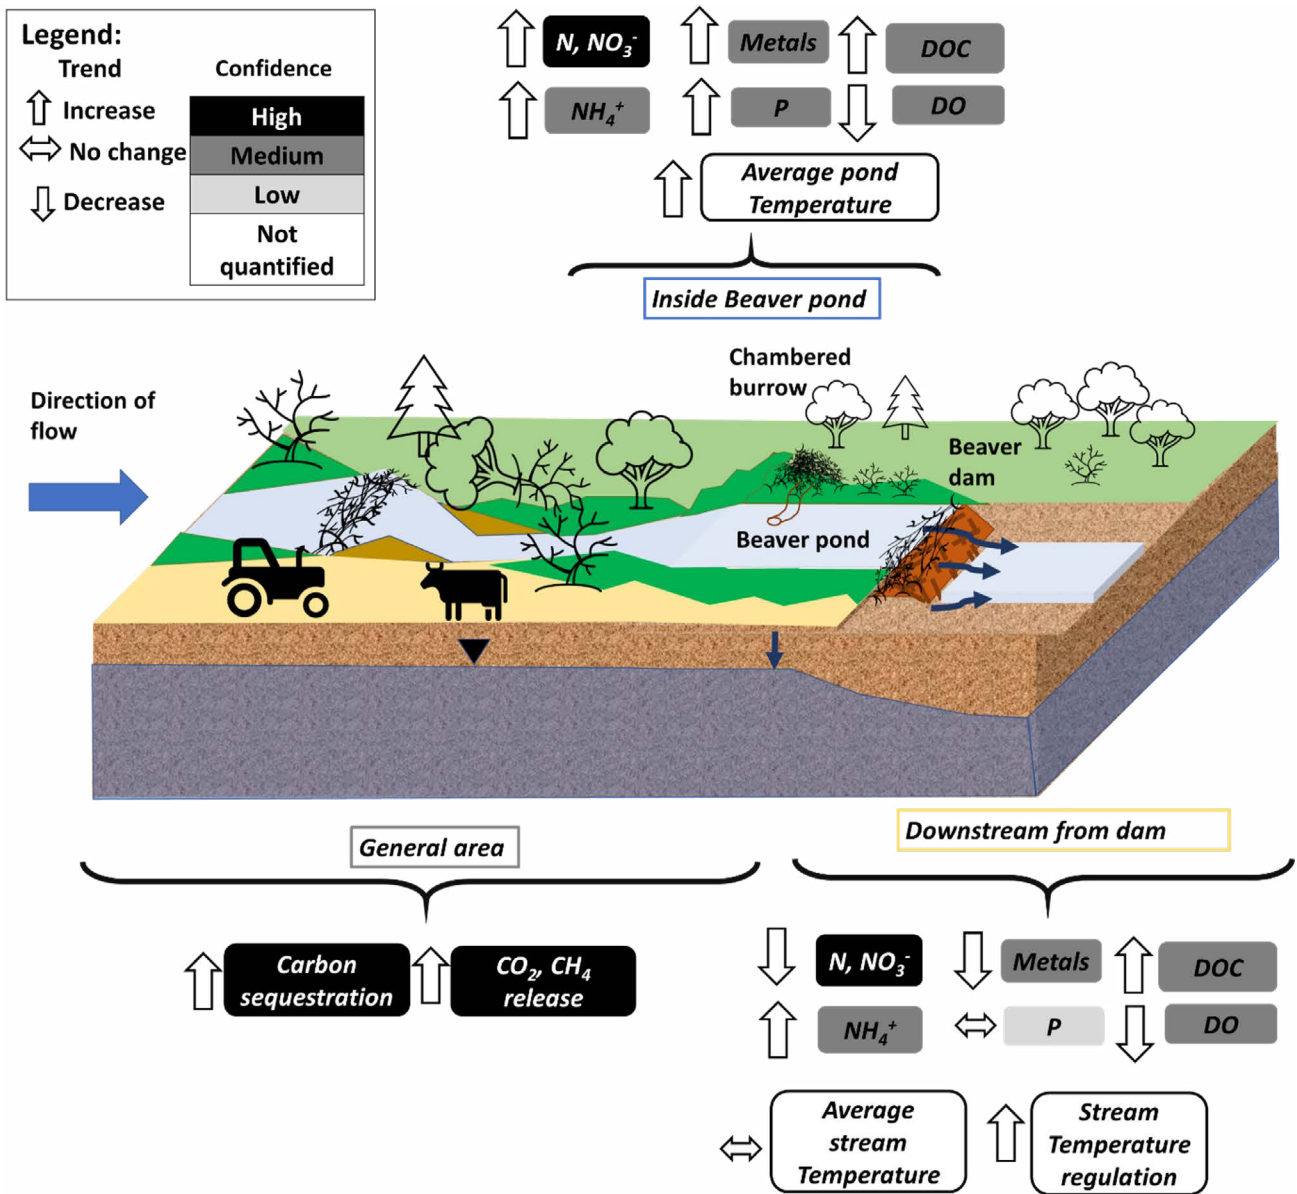 Legend:
Trend
Confidence
Increase
No change
Decrease
High
Medium
Low
Not
quantified
N, NO₃⁻
Metals
DOC
NH₄⁺
P
DO
Average pond
Temperature
Inside Beaver pond
Direction of
flow
Chambered
burrow
Beaver
dam
Beaver pond
General area
Downstream from dam
Carbon
sequestration
CO₂, CH₄
release
N, NO₃⁻
Metals
DOC
NH₄⁺
P
DO
Average
stream
Temperature
Stream
Temperature
regulation